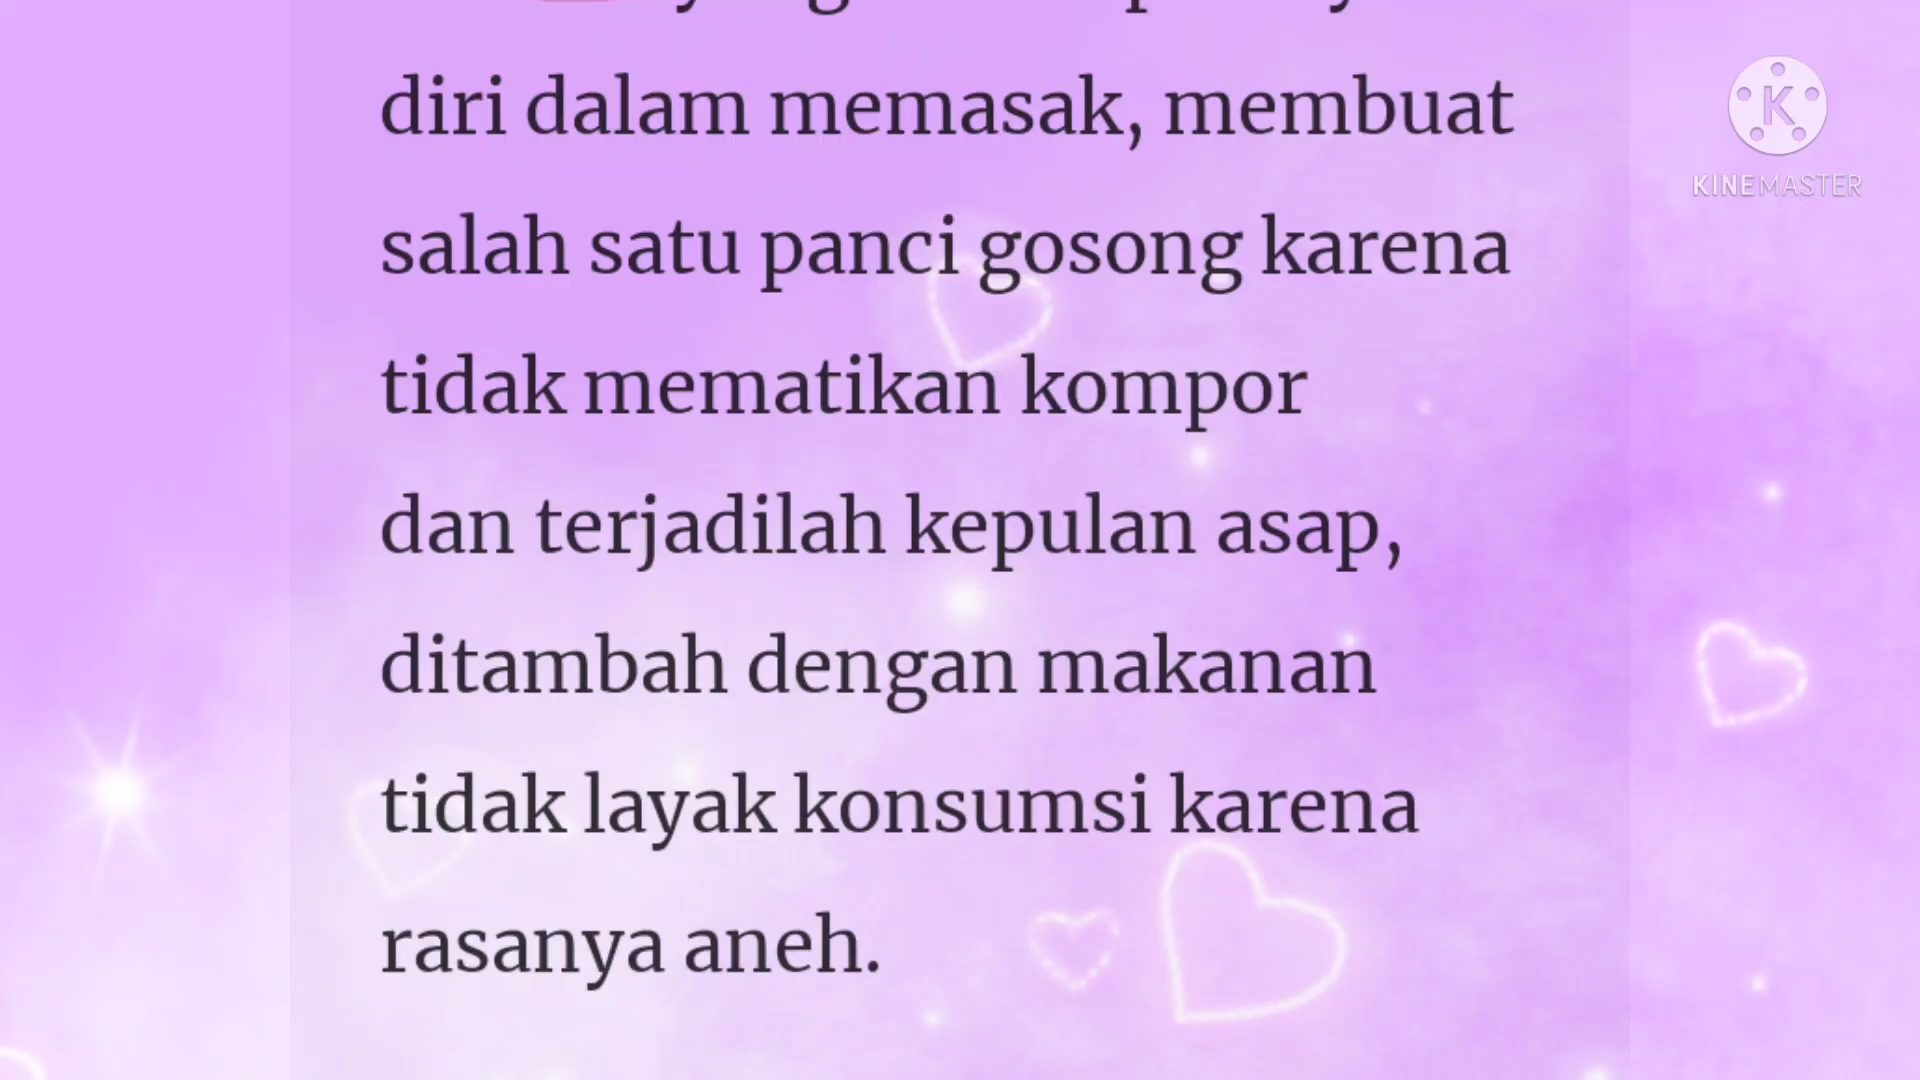 diri dalam memasak, membuat
salah satu panci gosong karena
tidak mematikan kompor
dan terjadilah kepulan asap,
ditambah dengan makanan
tidak layak konsumsi karena
rasanya aneh.
K
KINEMASTER